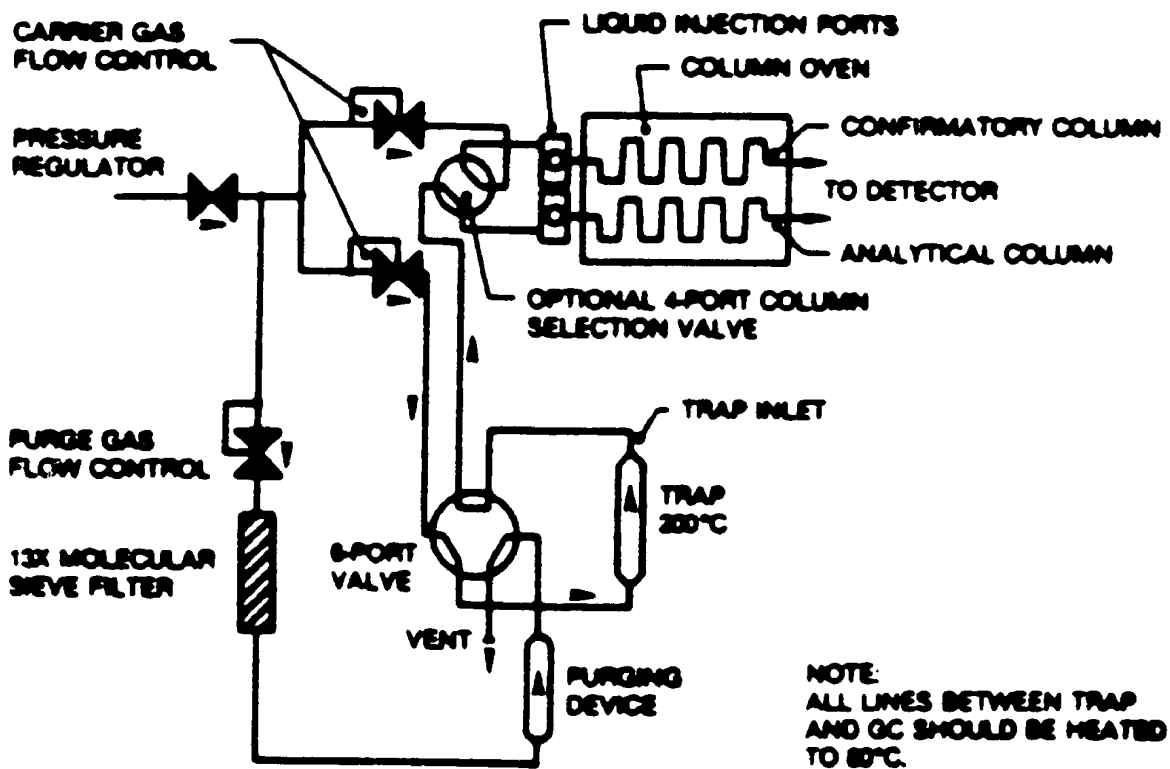 CARRIER GAS
FLOW CONTROL
PRESSURE
REGULATOR
LIQUID INJECTION PORTS
COLUMN OVEN
CONFIRMATORY COLUMN
TO DETECTOR
ANALYTICAL COLUMN
OPTIONAL 4-PORT COLUMN
SELECTION VALVE
PURGE GAS
FLOW CONTROL
13X MOLECULAR
SIEVE FILTER
6-PORT
VALVE
TRAP INLET
TRAP
200°C
VENT
PURGING
DEVICE
NOTE:
ALL LINES BETWEEN TRAP
AND GC SHOULD BE HEATED
TO 80°C.